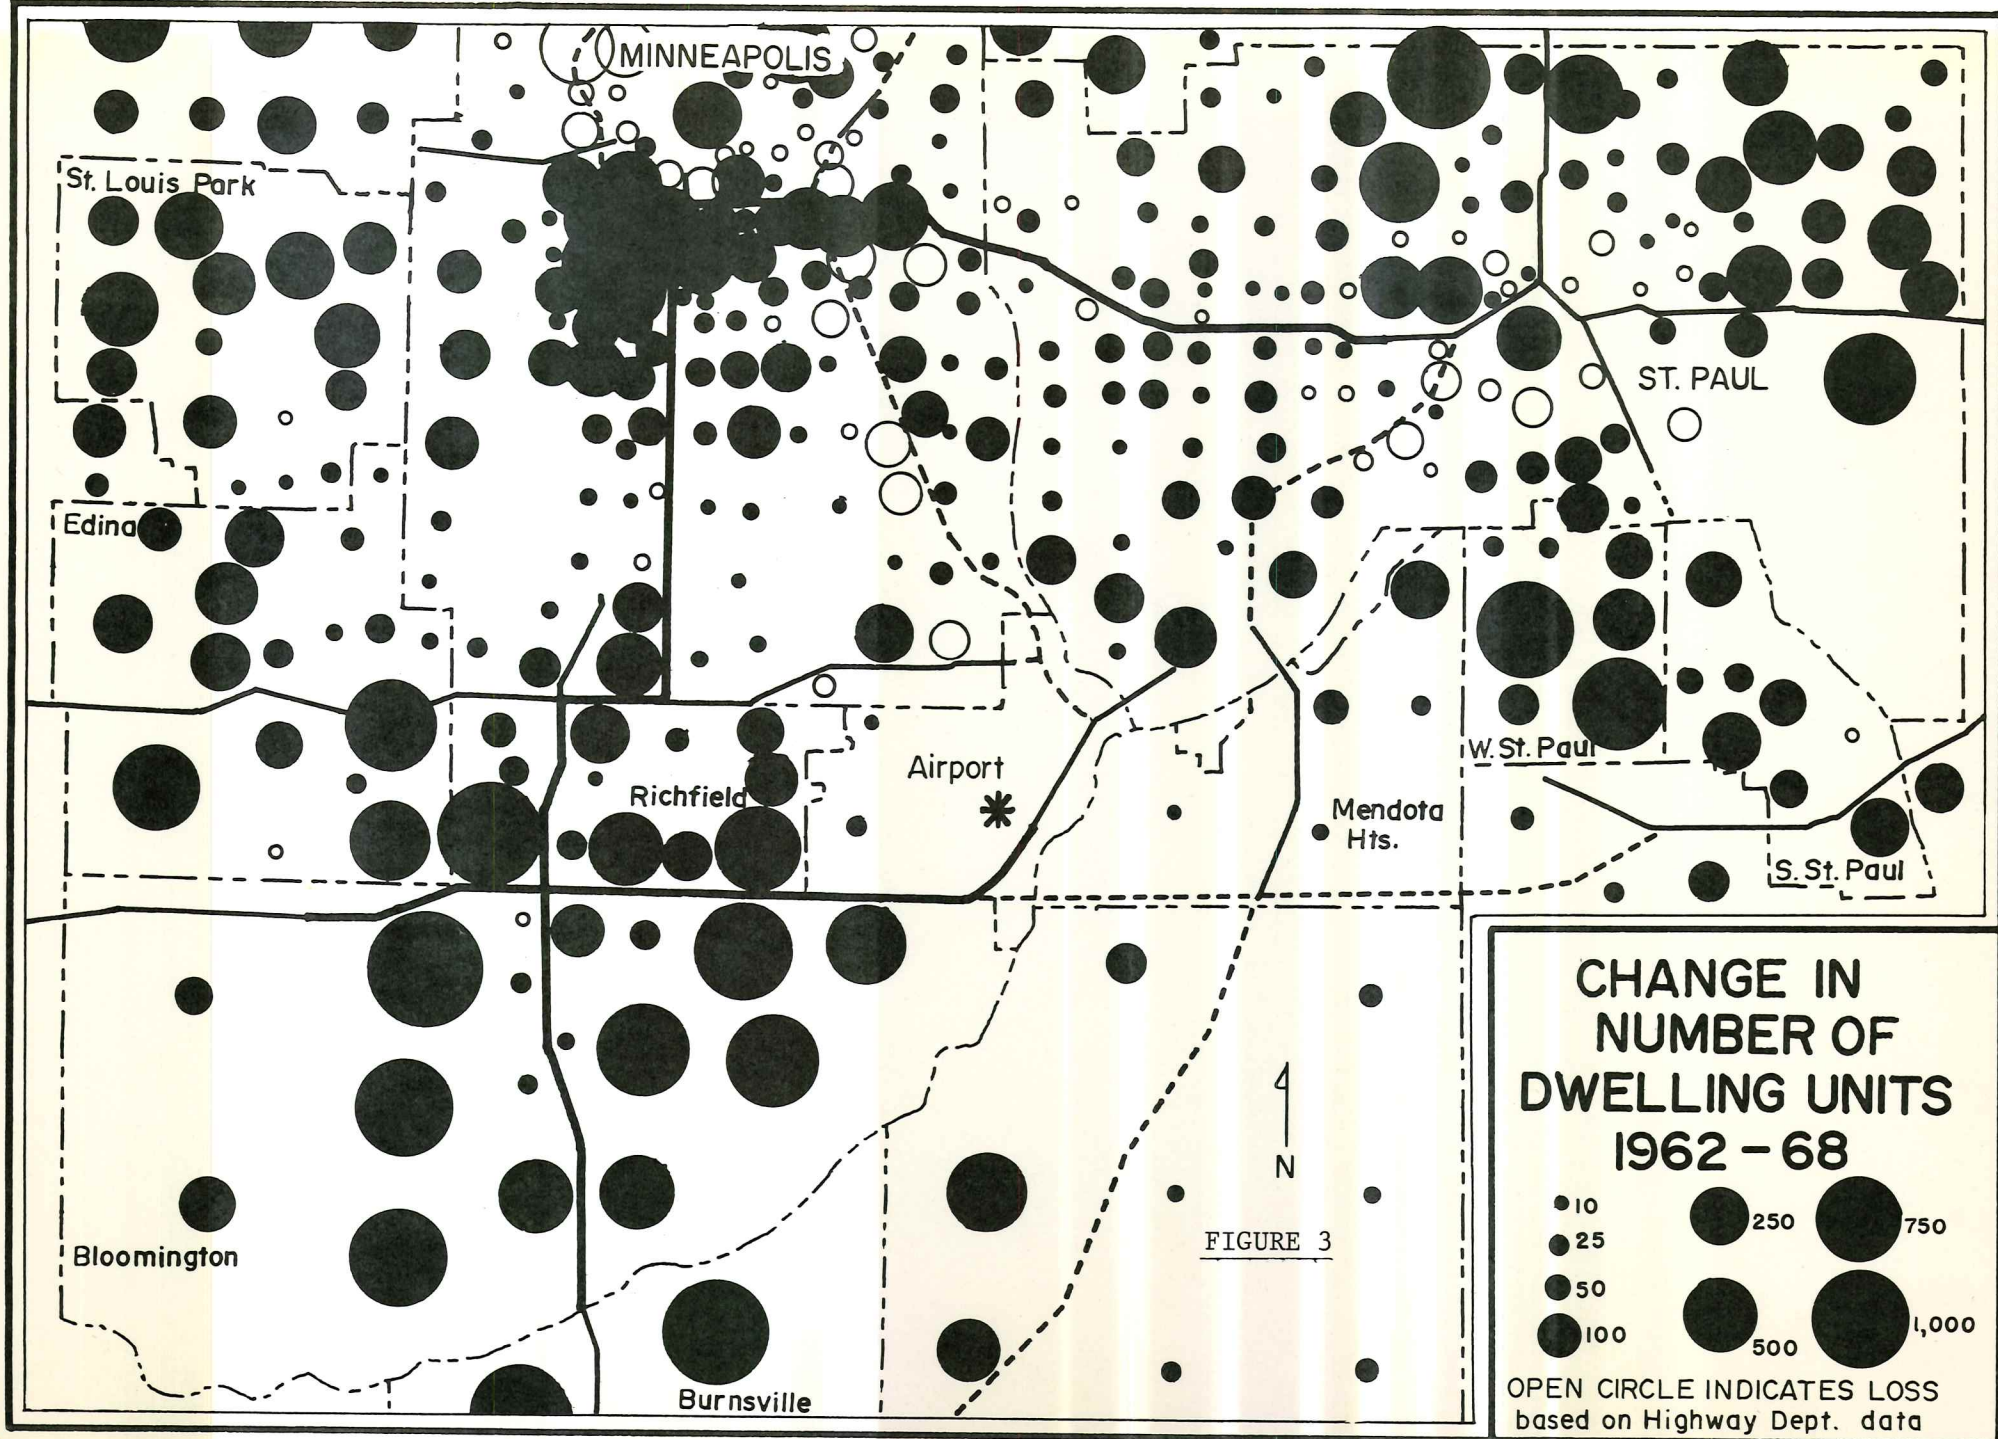 MINNEAPOLIS
St. Louis Park
ST. PAUL
Edina
W. St. Paul
Airport
Richfield
Mendota
Hts.
S. St. Paul
Bloomington
Burnsville
N
FIGURE 3
CHANGE IN
NUMBER OF
DWELLING UNITS
1962-68
10
25
50
100
250
500
750
1,000
OPEN CIRCLE INDICATES LOSS
based on Highway Dept. data